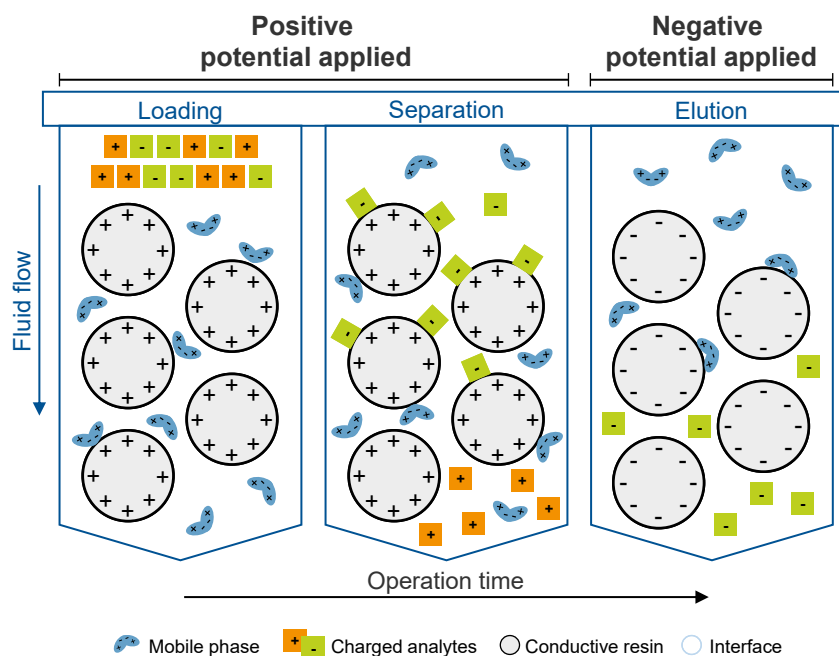 Positive
potential applied
Negative
potential applied
Loading
Separation
Elution
+ - - + - +
+ + - - + + -
Fluid flow
Operation time
Mobile phase
+ - Charged analytes
Conductive resin
Interface